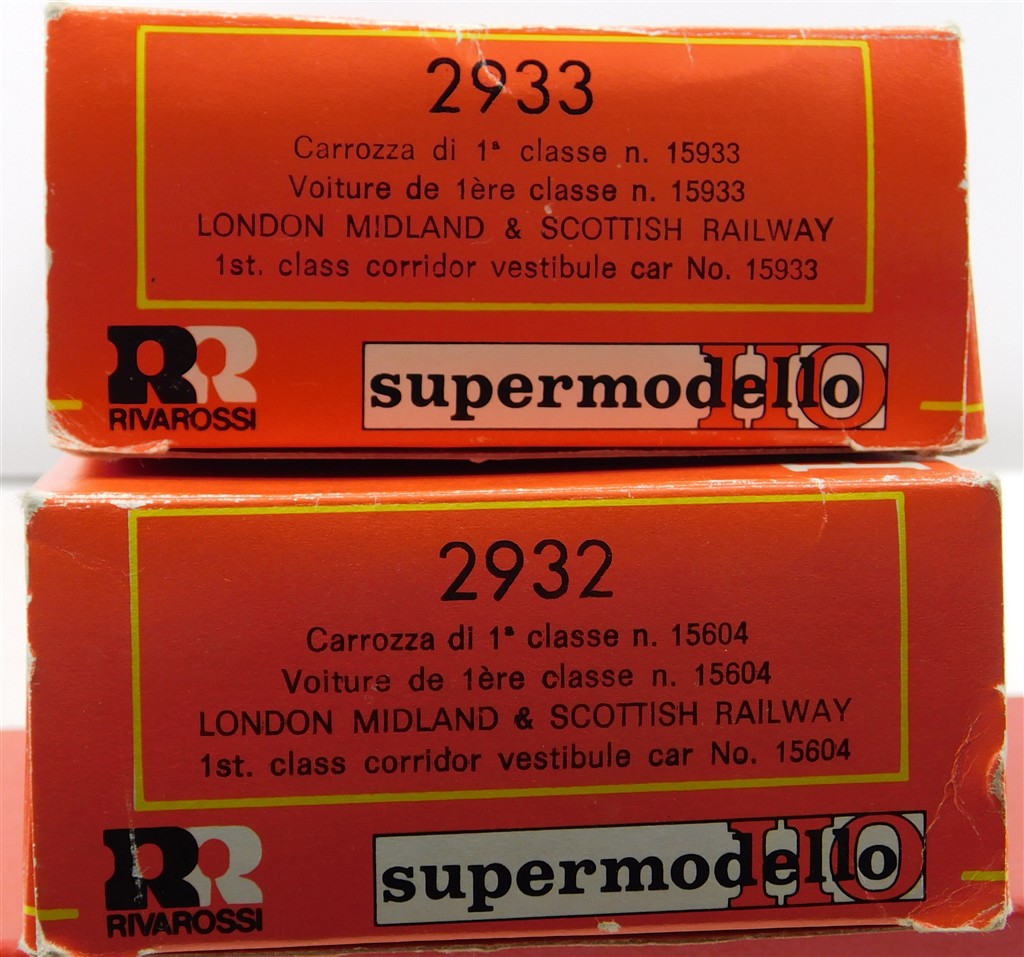 2933
Carrozza di 1ª classe n. 15933
Voiture de 1ère classe n. 15933
LONDON MIDLAND & SCOTTISH RAILWAY
1st. class corridor vestibule car No. 15933
RR
RIVAROSSI
supermodello HO
2932
Carrozza di 1ª classe n. 15604
Voiture de 1ère classe n. 15604
LONDON MIDLAND & SCOTTISH RAILWAY
1st. class corridor vestibule car No. 15604
RR
RIVAROSSI
supermodello HO